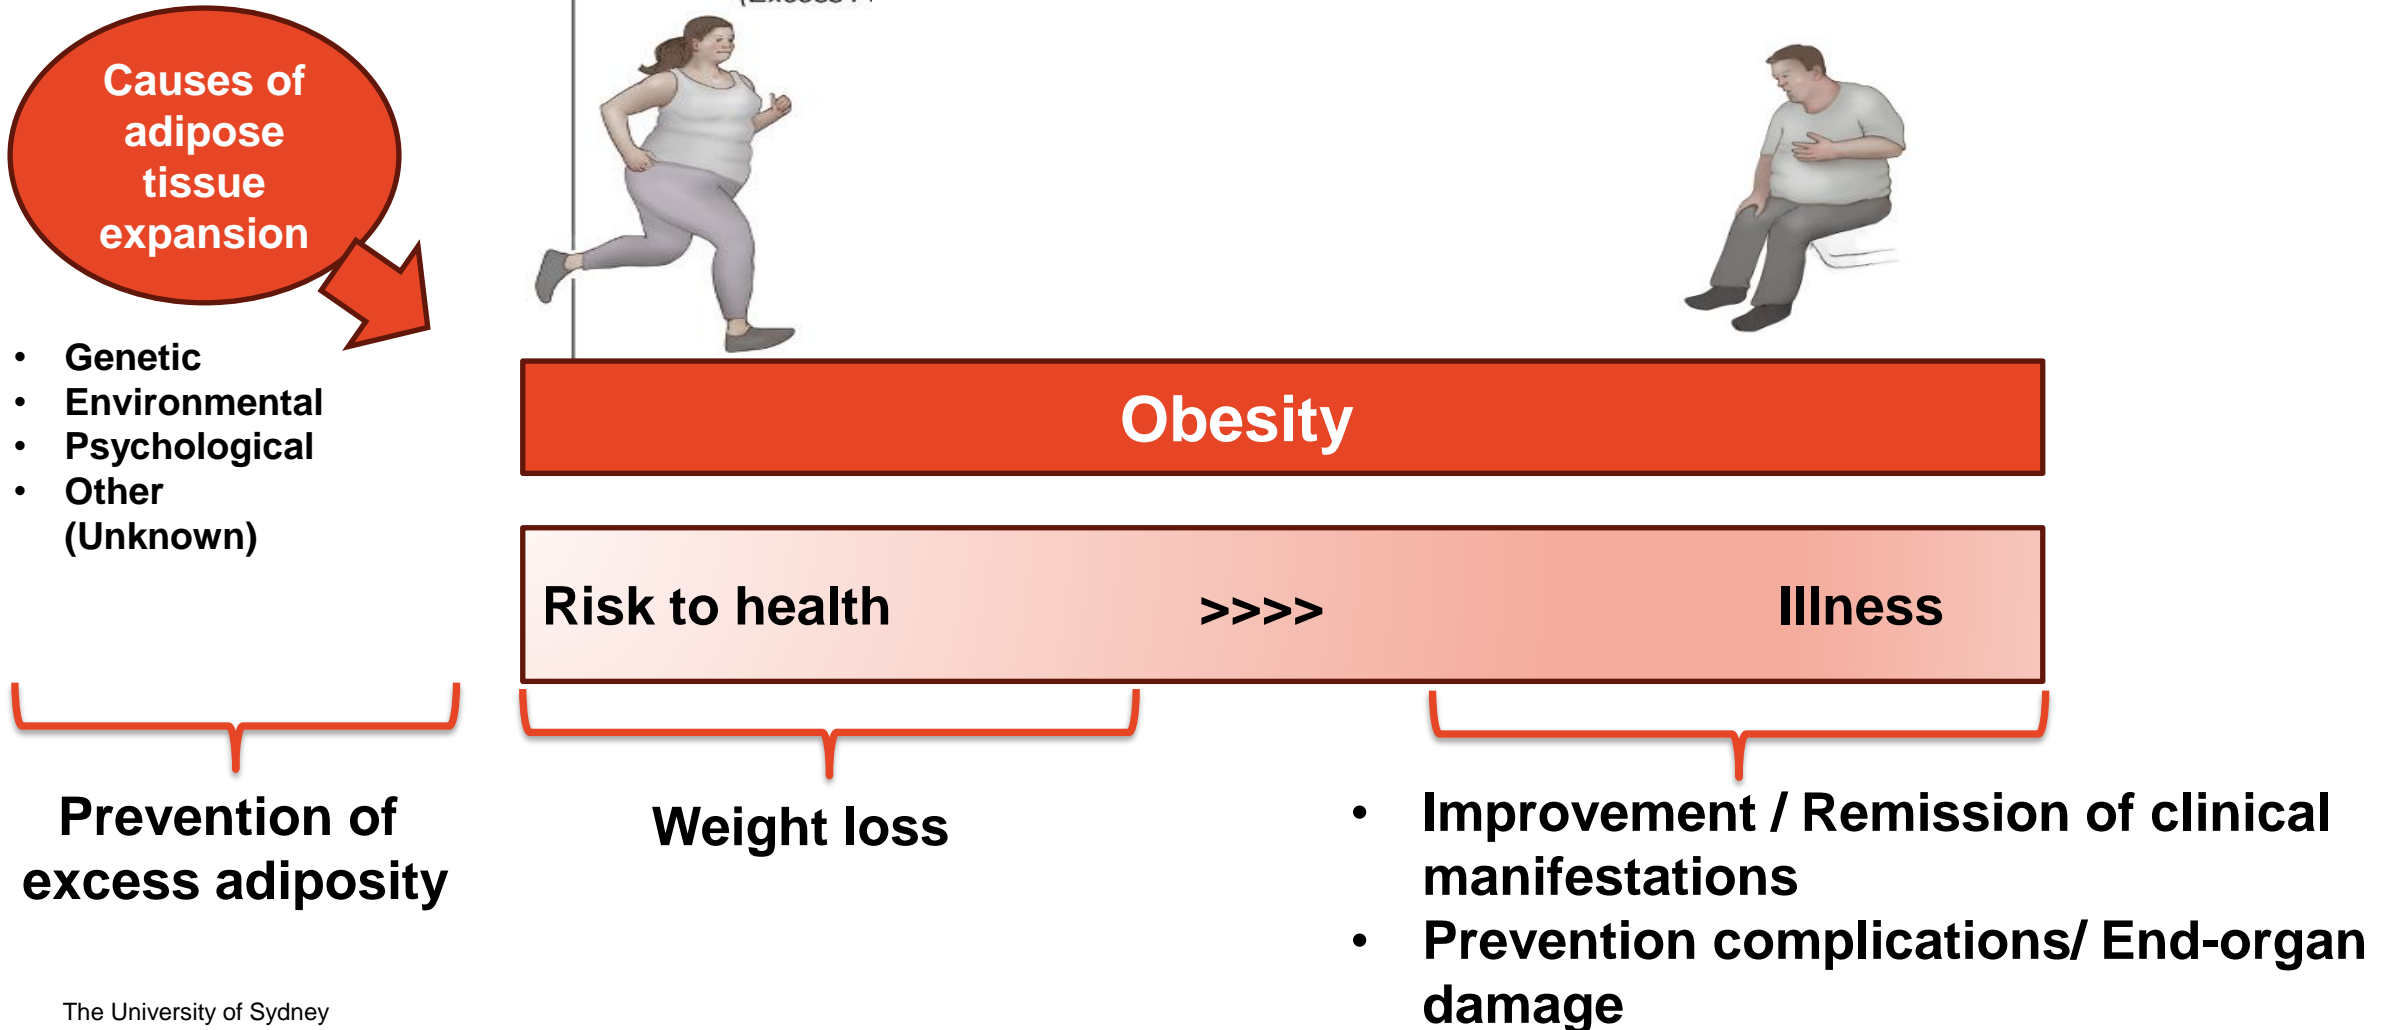 Causes of
adipose
tissue
expansion
• Genetic
• Environmental
• Psychological
• Other
(Unknown)
Obesity
Risk to health >>>> Illness
Prevention of
excess adiposity
Weight loss
• Improvement / Remission of clinical
manifestations
• Prevention complications/ End-organ
damage
The University of Sydney